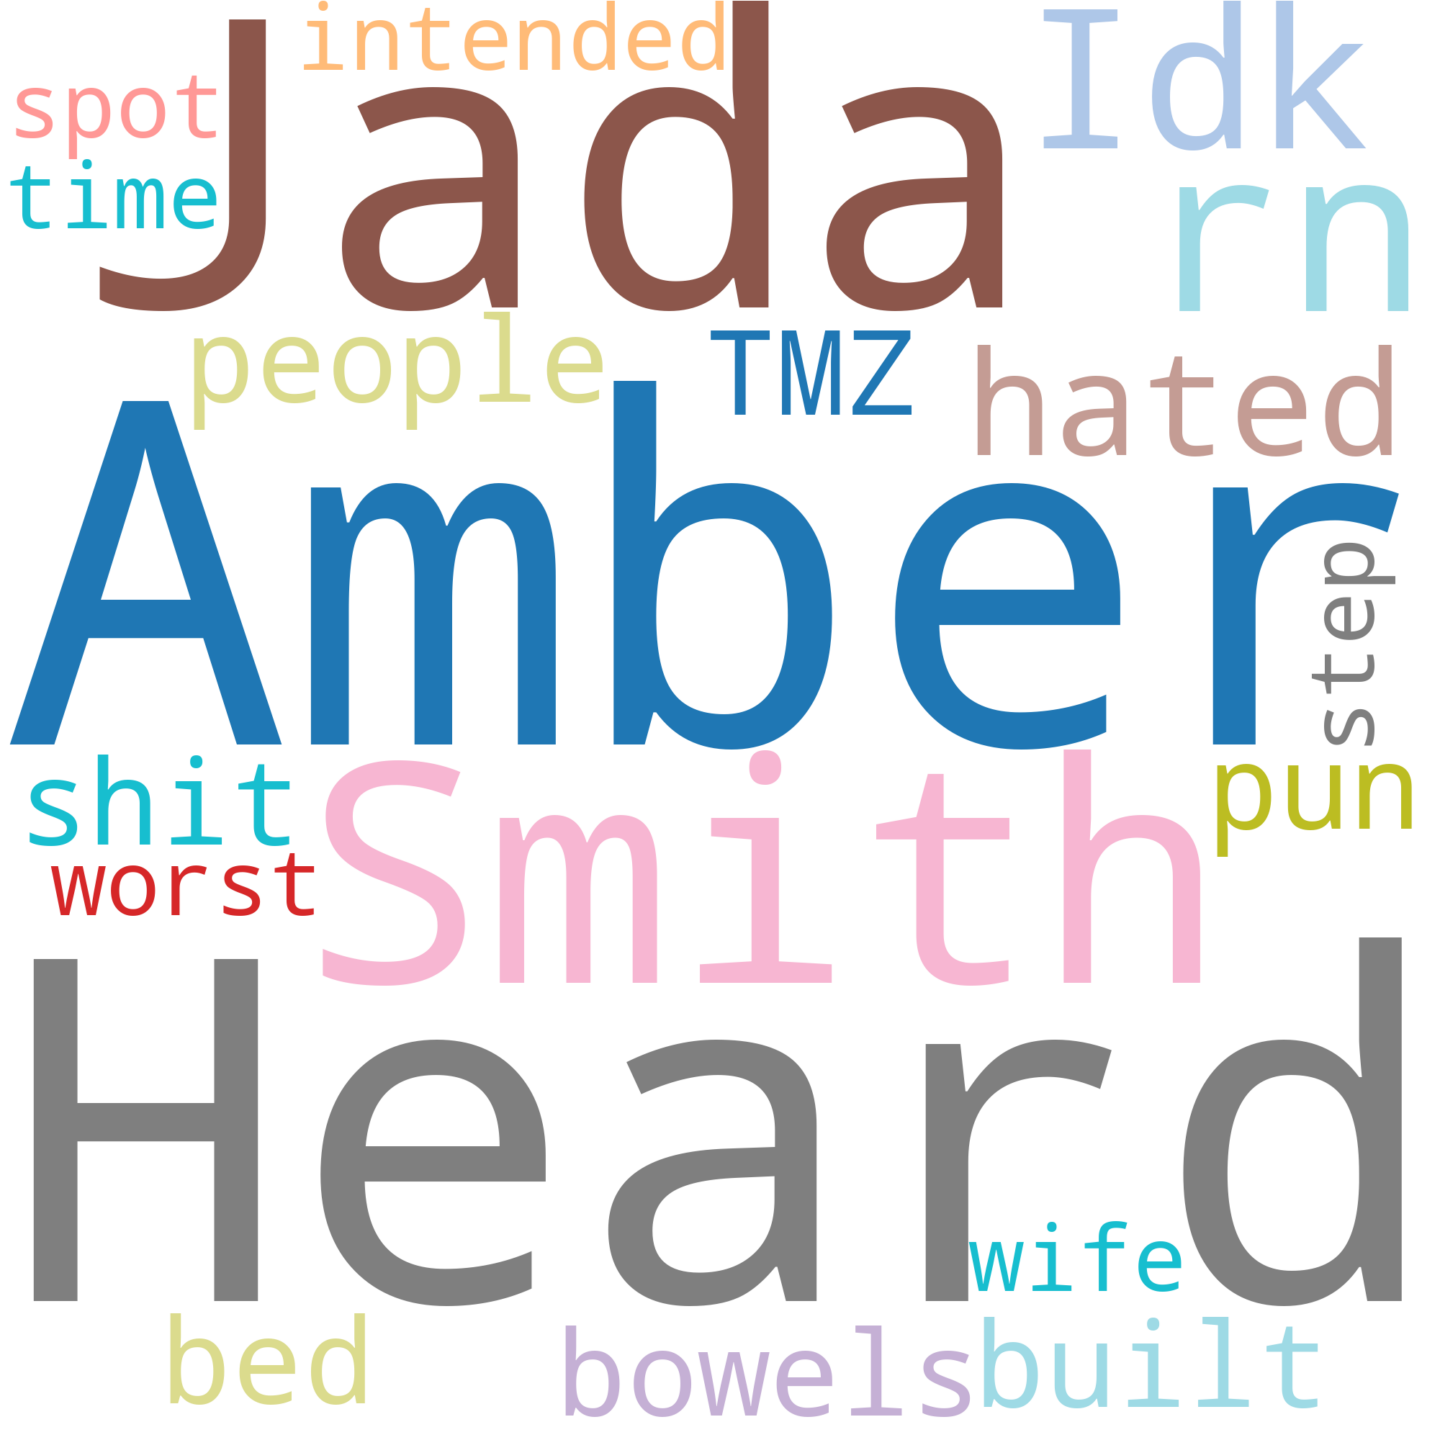 intended
Jada
Idk
spot
time
rn
people
TMZ
hated
Amber
step
shit
Smith
pun
worst
Heard
wife
bed
bowels
built